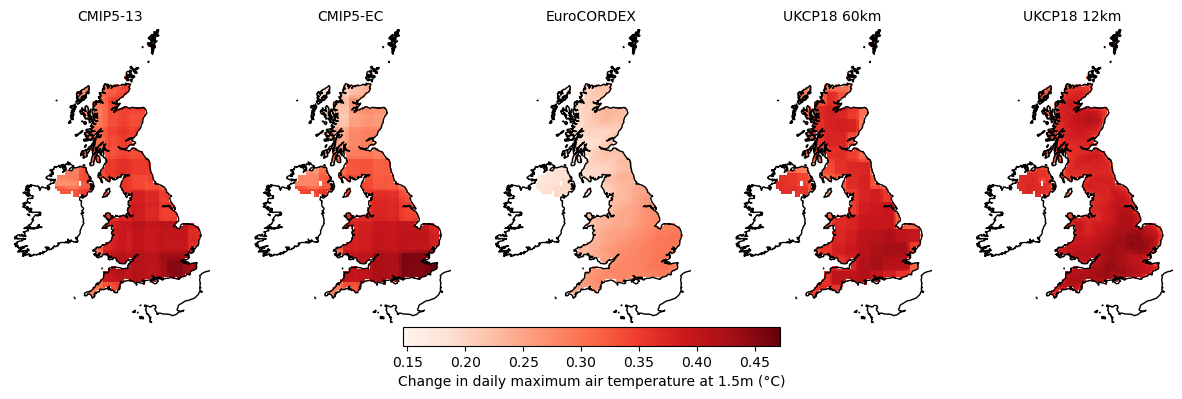 CMIP5-13 CMIP5-EC EuroCORDEX UKCP18 60km UKCP18 12km
0.15 0.20 0.25 0.30 0.35 0.40 0.45
Change in daily maximum air temperature at 1.5m (°C)